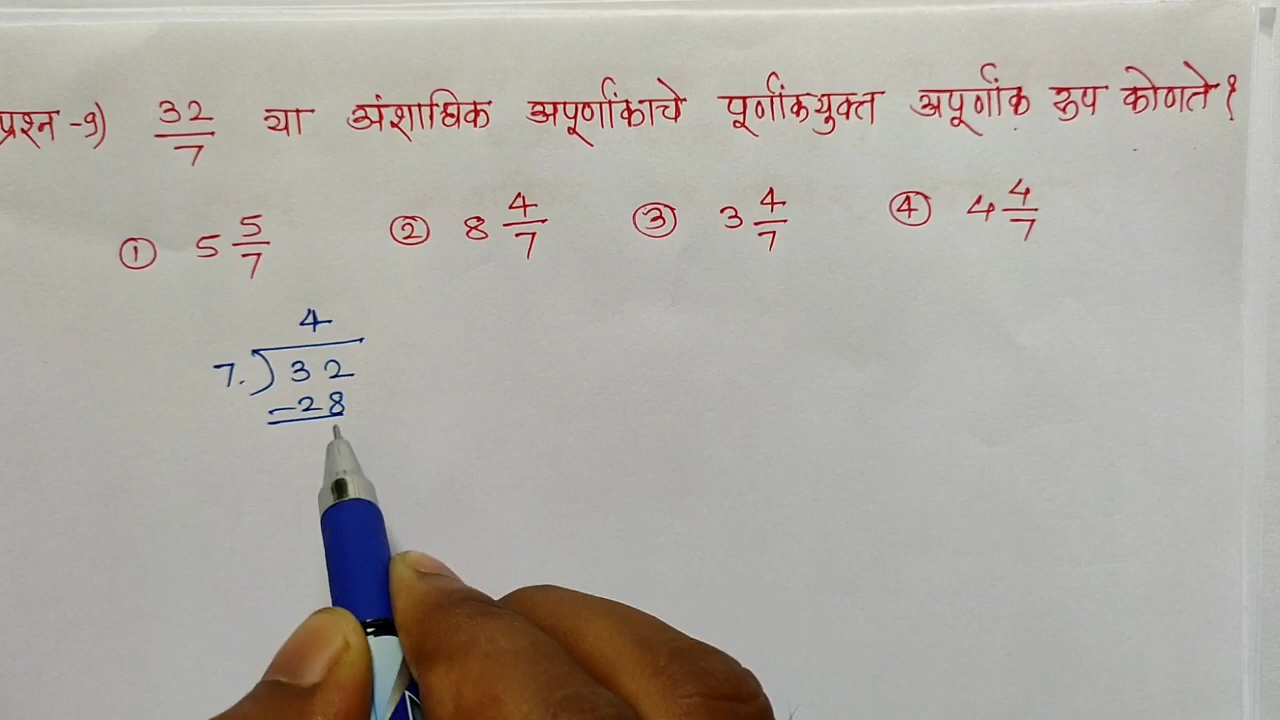 प्रश्न -१) 32/7 या अंशाधिक अपूर्णांकाचे पूर्णांकयुक्त अपूर्णांक रुप कोणते?
① 5 5/7 ② 8 4/7 ③ 3 4/7 ④ 4 4/7
4
7.) 32
-28